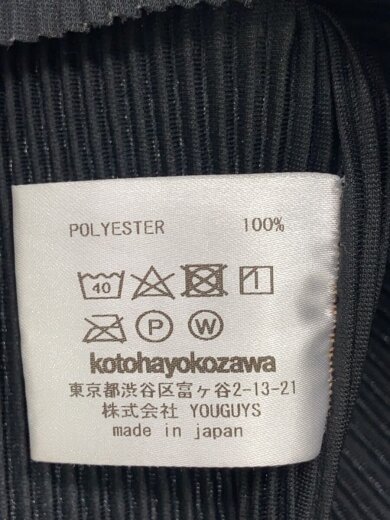 POLYESTER 100%
40
P W
kotohayokozawa
東京都渋谷区富ヶ谷2-13-21
株式会社 YOUGUYS
made in japan